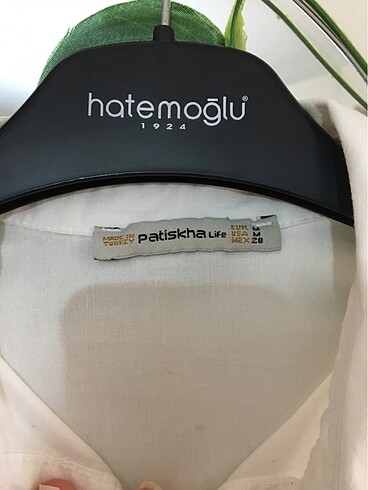 hatemoğlu®
1924
MADE IN
TURKEY
Patiskha Life
EUR M
USA M
MEX 28